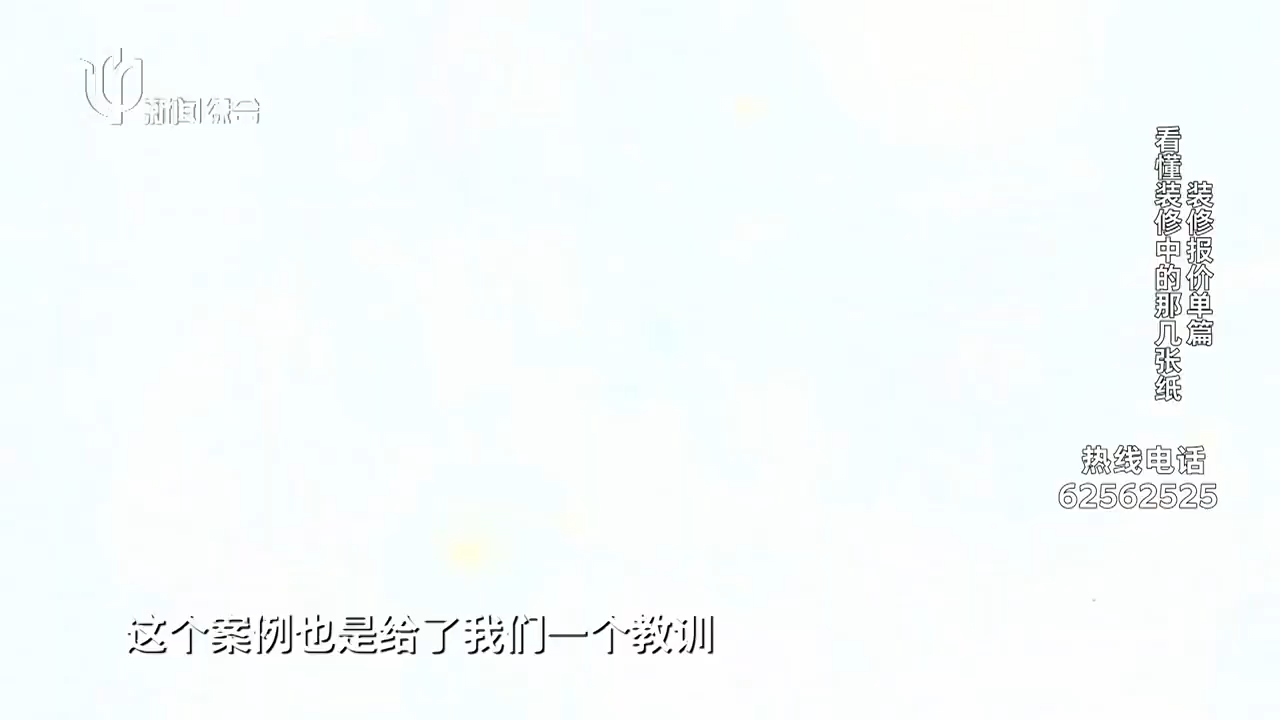 新闻综合
看懂装修中的那几张纸
装修报价单篇
热线电话
62562525
这个案例也是给了我们一个教训